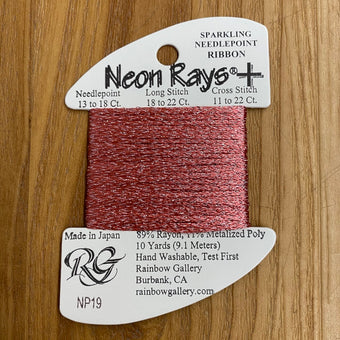 SPARKLING
NEEDLEPOINT
RIBBON
Neon Rays®+
Needlepoint Long Stitch Cross Stitch
13 to 18 Ct. 18 to 22 Ct. 11 to 22 Ct.
Made in Japan
RG
NP19
89% Rayon, 11% Metalized Poly
10 Yards (9.1 Meters)
Hand Washable, Test First
Rainbow Gallery
Burbank, CA
rainbowgallery.com